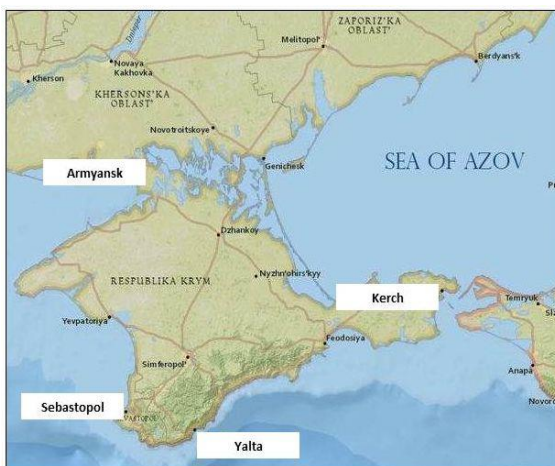 ZAPORIZ'KA
OBLAST'
Dnieper
Melitopol'
Berdyans'k
Kherson
Novaya
Kakhovka
KHERSONS'KA
OBLAST'
Novotroitskoye
SEA OF AZOV
Genichesk
Armyansk
Dzhankoy
RESPUBLIKA KRYM
Nyzhn'ohirs'kyy
Kerch
Temryuk
Yevpatoriya
Feodosiya
Simferopol'
Anapa
Sebastopol
Yalta